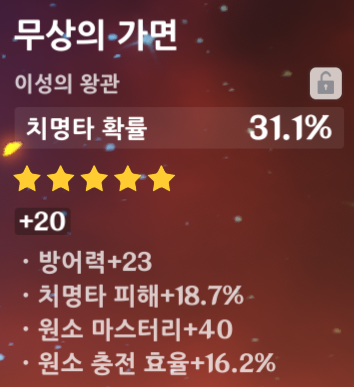 무상의 가면
이성의 왕관
치명타 확률 31.1%
+20
· 방어력+23
· 치명타 피해+18.7%
· 원소 마스터리+40
· 원소 충전 효율+16.2%